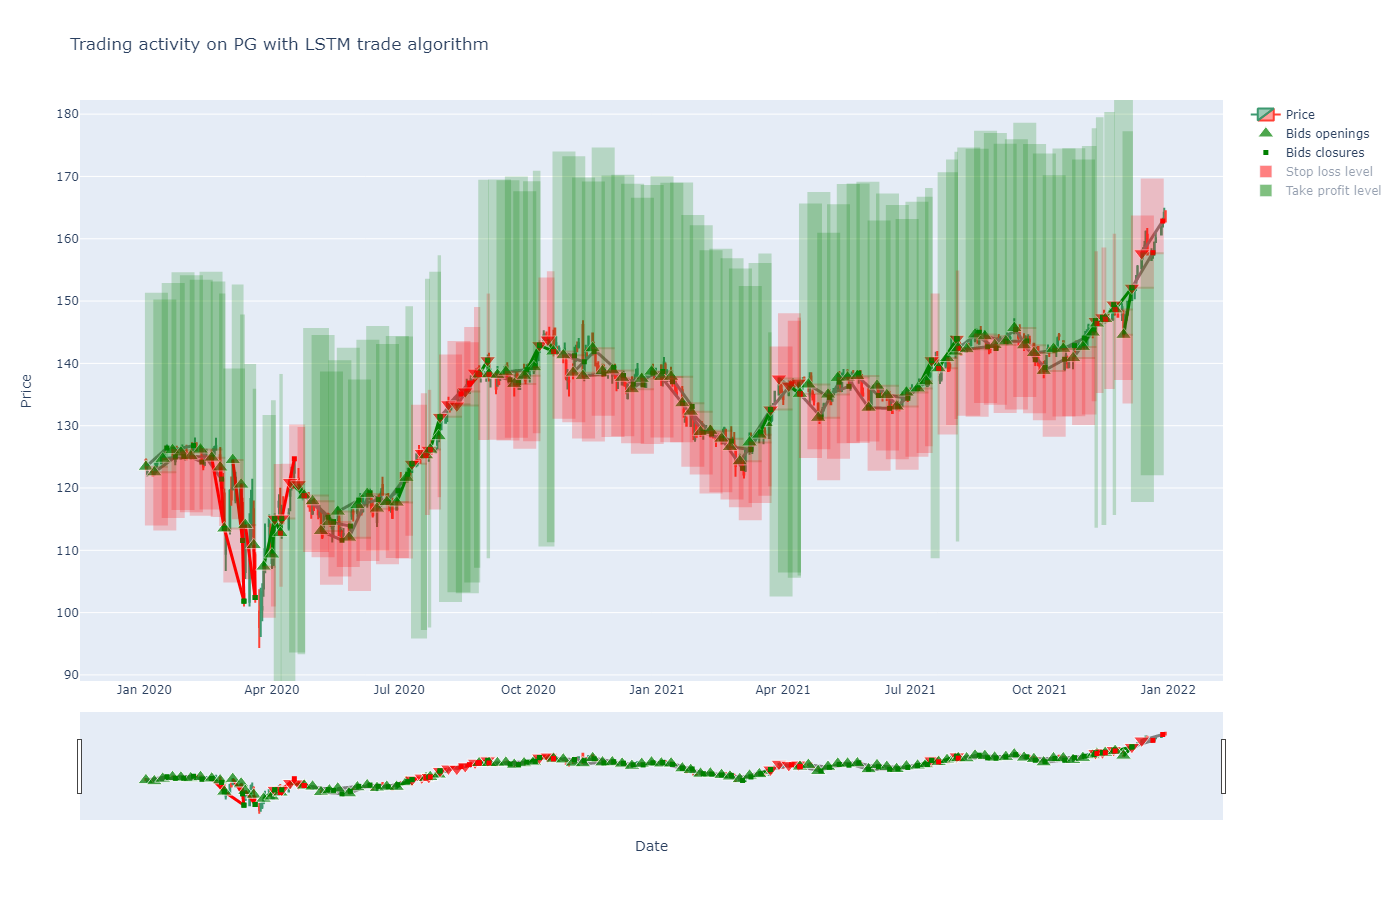 Trading activity on PG with LSTM trade algorithm
Price
Bids openings
Bids closures
Stop loss level
Take profit level
180
170
160
150
140
130
120
110
100
90
Price
Jan 2020
Apr 2020
Jul 2020
Oct 2020
Jan 2021
Apr 2021
Jul 2021
Oct 2021
Jan 2022
Date